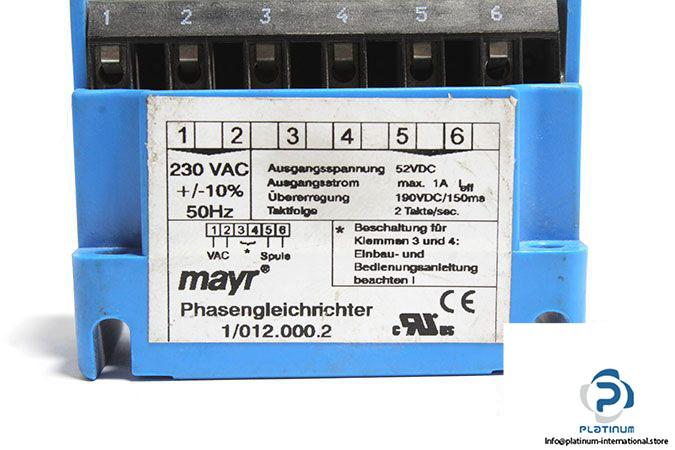 1 2 3 4 5 6
1 2 3 4 5 6
230 VAC
+/-10%
50Hz
Ausgangsspannung 52VDC
Ausgangsstrom max. 1A Ieff
Übererregung 190VDC/150ms
Taktfolge 2 Takte/sec.
1 2 3 4 5 6
VAC * Spule
* Beschaltung für
Klemmen 3 und 4:
Einbau- und
Bedienungsanleitung
beachten !
mayr®
Phasengleichrichter
1/012.000.2
CE
c RU us
P
PLATINUM
Info@platinum-international.store